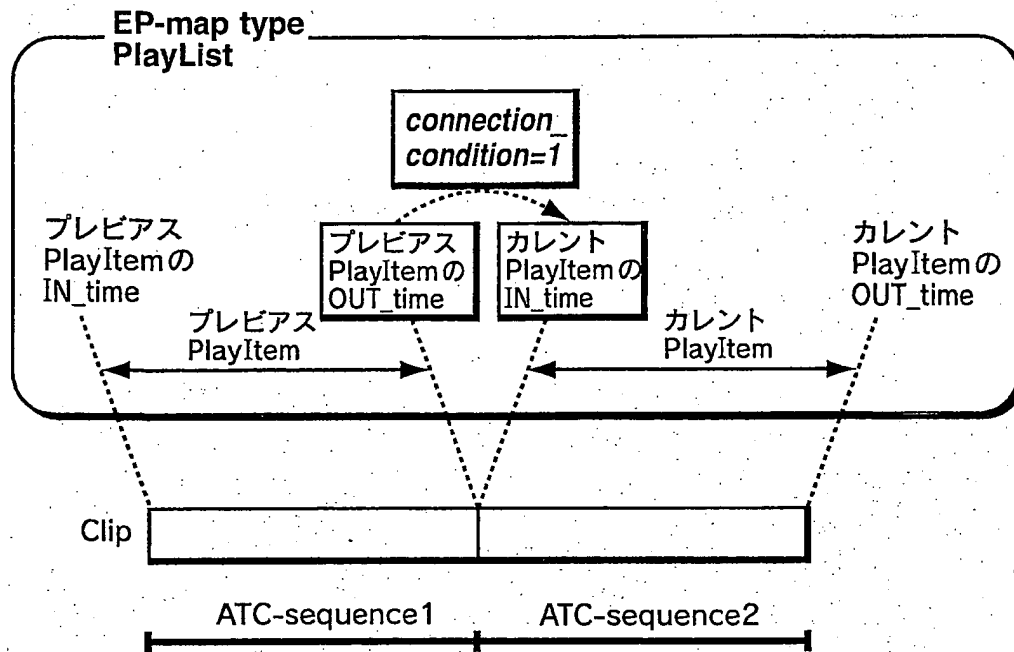 EP-map type
PlayList
connection_
condition=1
プレビアス
PlayItemの
IN_time
プレビアス
PlayItemの
OUT_time
カレント
PlayItemの
IN_time
カレント
PlayItemの
OUT_time
プレビアス
PlayItem
カレント
PlayItem
Clip
ATC-sequence1
ATC-sequence2